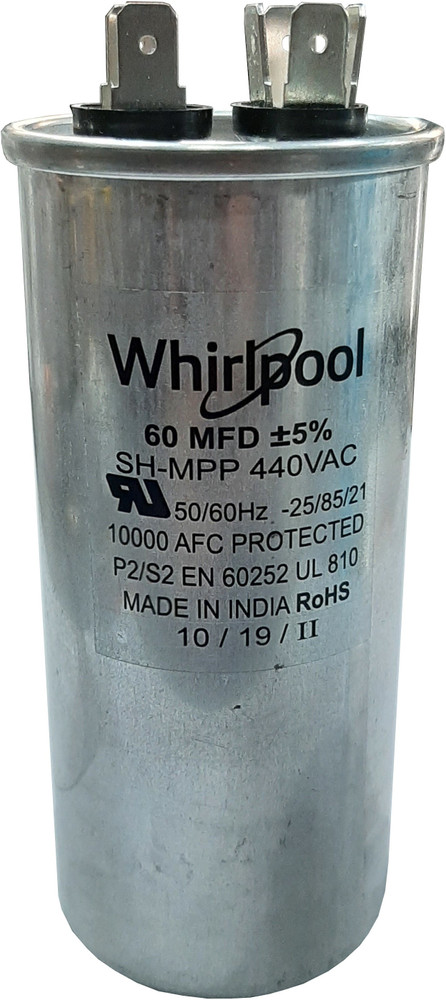 Whirlpool
60 MFD ±5%
SH-MPP 440VAC
RU 50/60Hz -25/85/21
10000 AFC PROTECTED
P2/S2 EN 60252 UL 810
MADE IN INDIA RoHS
10 / 19 / II